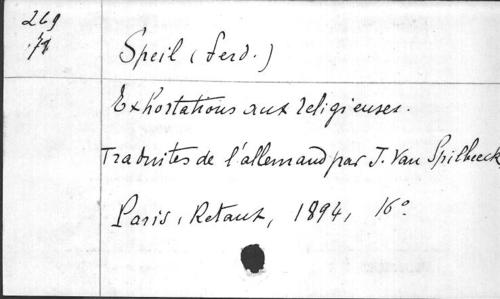 269
Speil (Ferd.)
Exhortations aux religieuses.
Traduites de l'allemand par J. Van Spilbeeck
Paris, Retaux, 1894, 16°